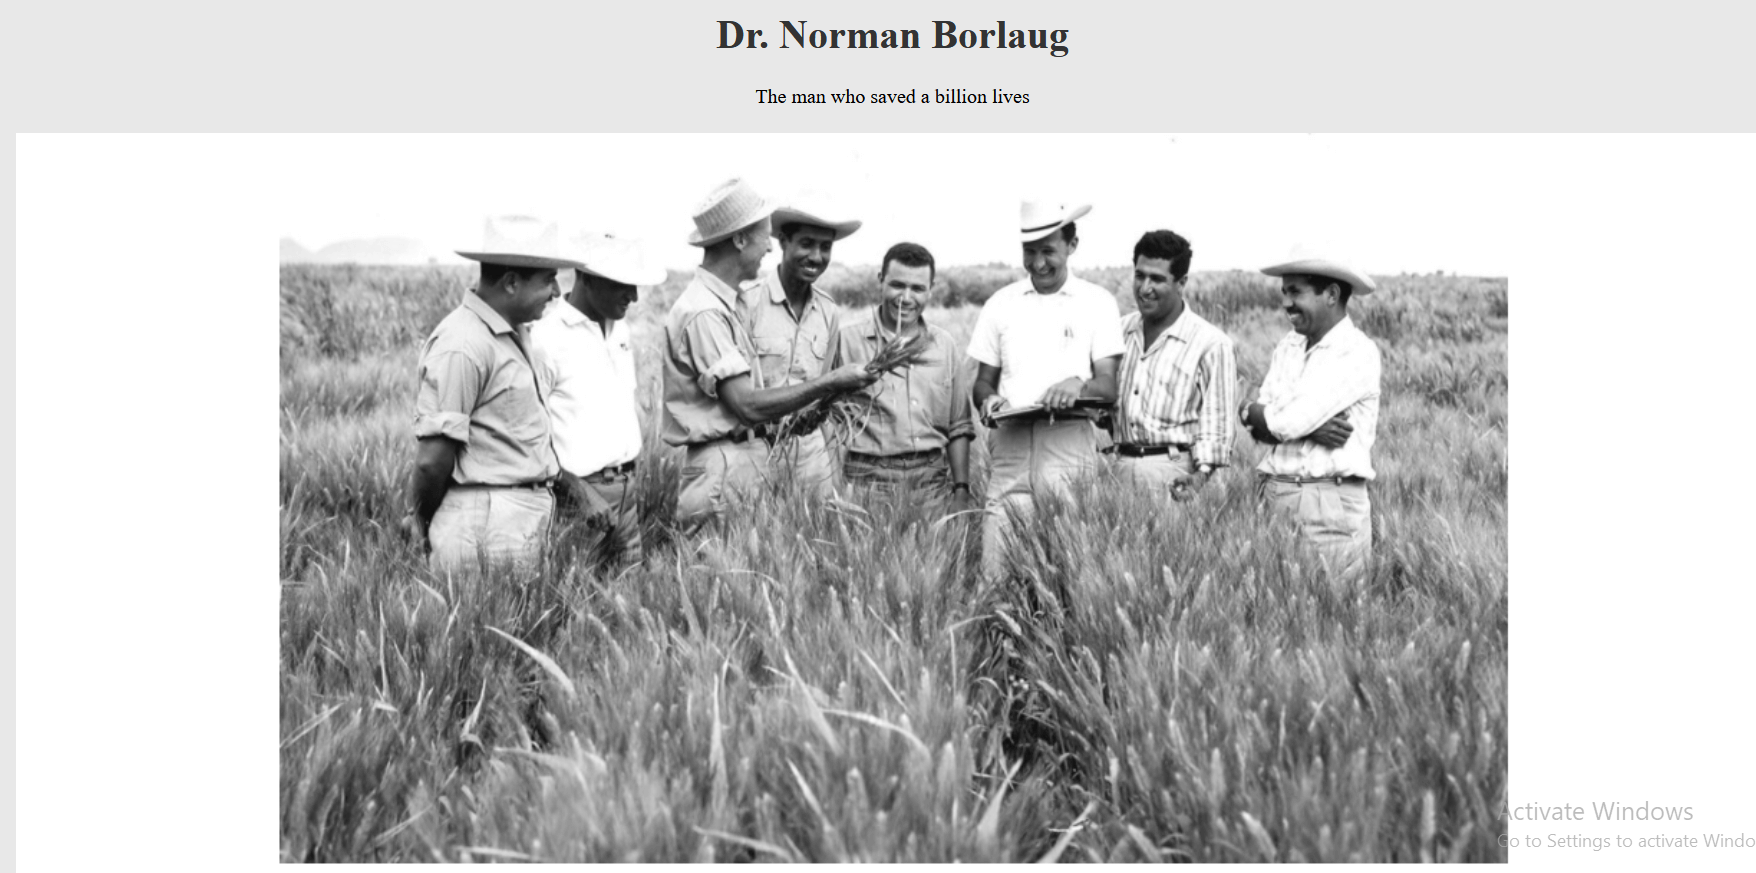 Dr. Norman Borlaug
The man who saved a billion lives
Activate Windows
Go to Settings to activate Windo